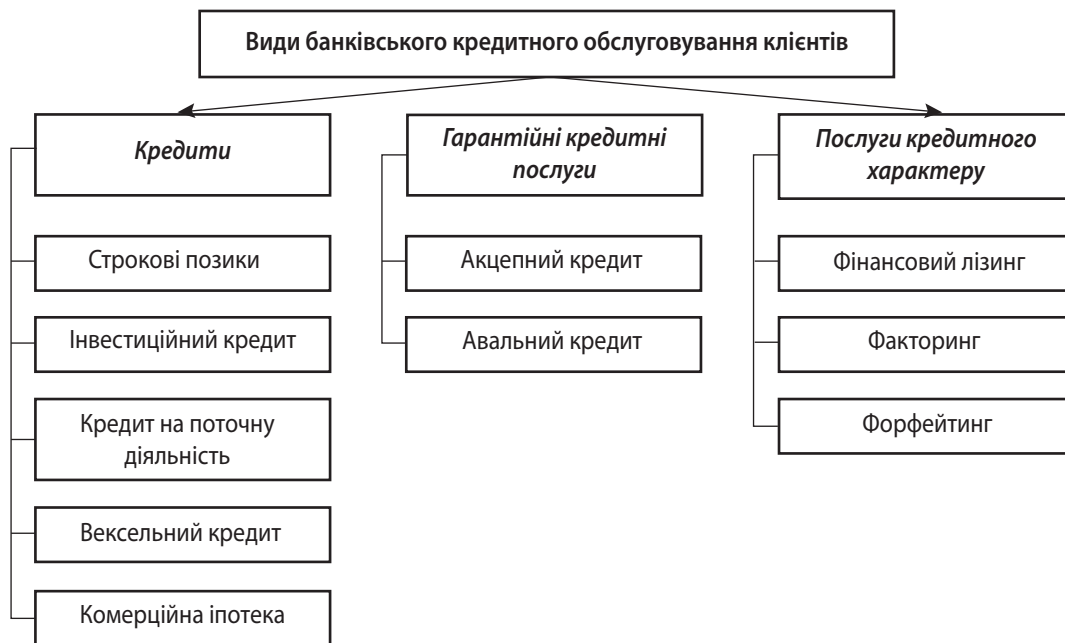 Види банківського кредитного обслуговування клієнтів
Кредити
Строкові позики
Інвестиційний кредит
Кредит на поточну
діяльність
Вексельний кредит
Комерційна іпотека
Гарантійні кредитні
послуги
Акцепний кредит
Авальний кредит
Послуги кредитного
характеру
Фінансовий лізинг
Факторинг
Форфейтинг